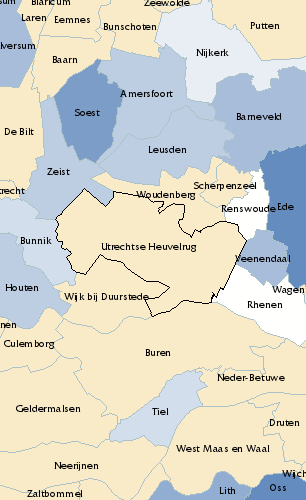 Blaricum
Zeewolde
Laren
Eemnes
Bunschoten
Putten
lversum
Nijkerk
Baarn
Amersfoort
Soest
Barneveld
De Bilt
Leusden
Zeist
Scherpenzeel
trecht
Woudenberg
Renswoude
Ede
Bunnik
Utrechtse Heuvelrug
Veenendaal
Houten
Wijk bij Duurstede
Wagen
Rhenen
nen
Culemborg
Buren
Neder-Betuwe
Geldermalsen
Tiel
Druten
West Maas en Waal
Neerijnen
Wijch
Zaltbommel
Lith
Oss